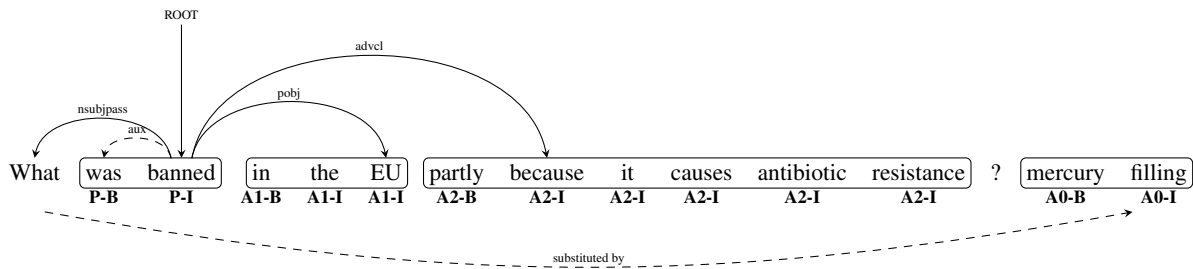 ROOT
advcl
nsubjpass
pobj
aux
What was banned in the EU partly because it causes antibiotic resistance ? mercury filling
P-B P-I A1-B A1-I A1-I A2-B A2-I A2-I A2-I A2-I A2-I A0-B A0-I
substituted by